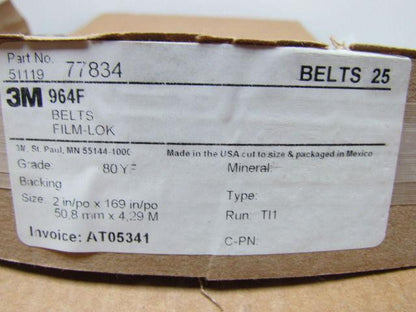 Part No.
51119 77834 BELTS 25
3M 964F
BELTS
FILM-LOK
3M, St. Paul, MN 55144-1000 Made in the USA cut to size & packaged in Mexico
Grade: 80 YF Mineral:
Backing Type:
Size: 2 in/po x 169 in/po
50,8 mm x 4,29 M Run: TI1
Invoice: AT05341 C-PN: